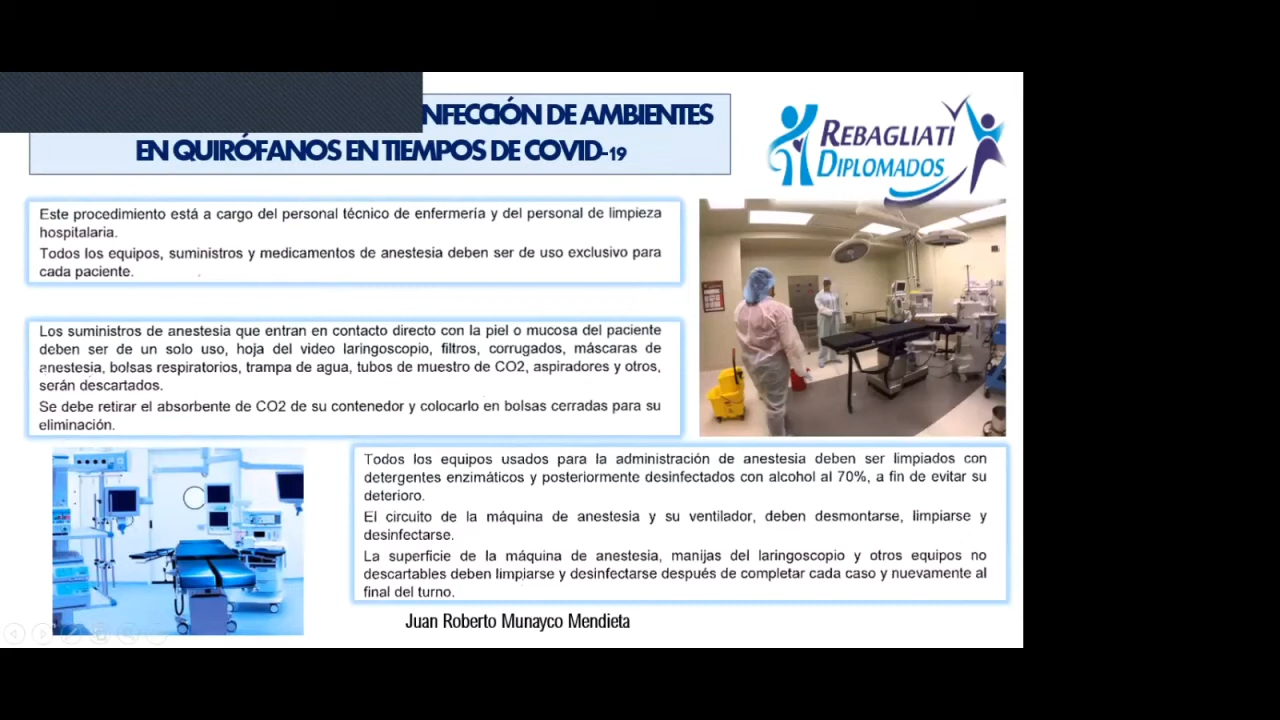 NFECCIÓN DE AMBIENTES
EN QUIRÓFANOS EN TIEMPOS DE COVID-19
REBAGLIATI
DIPLOMADOS
Este procedimiento está a cargo del personal técnico de enfermería y del personal de limpieza
hospitalaria.
Todos los equipos, suministros y medicamentos de anestesia deben ser de uso exclusivo para
cada paciente.
Los suministros de anestesia que entran en contacto directo con la piel o mucosa del paciente
deben ser de un solo uso, hoja del video laringoscopio, filtros, corrugados, máscaras de
anestesia, bolsas respiratorios, trampa de agua, tubos de muestro de CO2, aspiradores y otros,
serán descartados.
Se debe retirar el absorbente de CO2 de su contenedor y colocarlo en bolsas cerradas para su
eliminación.
Todos los equipos usados para la administración de anestesia deben ser limpiados con
detergentes enzimáticos y posteriormente desinfectados con alcohol al 70%, a fin de evitar su
deterioro.
El circuito de la máquina de anestesia y su ventilador, deben desmontarse, limpiarse y
desinfectarse.
La superficie de la máquina de anestesia, manijas del laringoscopio y otros equipos no
descartables deben limpiarse y desinfectarse después de completar cada caso y nuevamente al
final del turno.
Juan Roberto Munayco Mendieta